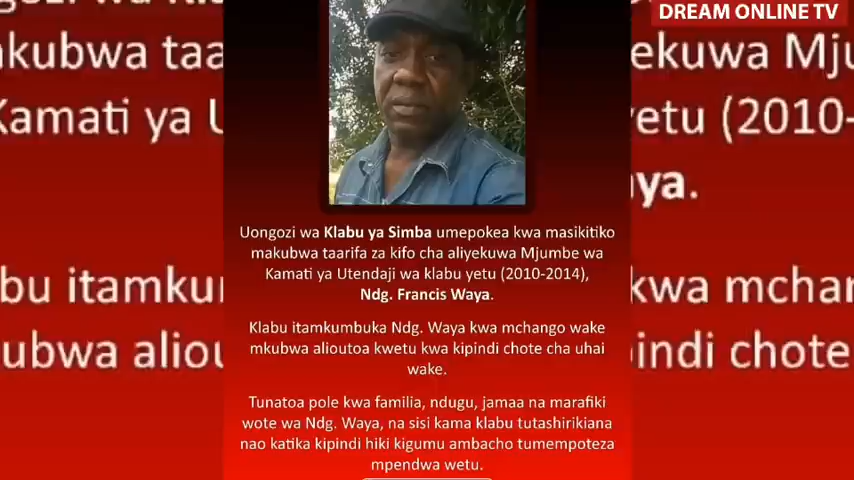 DREAM ONLINE TV
Uongozi wa Klabu ya Simba umepokea kwa masikitiko
makubwa taarifa za kifo cha aliyekuwa Mjumbe wa
Kamati ya Utendaji wa klabu yetu (2010-2014),
Ndg. Francis Waya.
Klabu itamkumbuka Ndg. Waya kwa mchango wake
mkubwa alioutoa kwetu kwa kipindi chote cha uhai
wake.
Tunatoa pole kwa familia, ndugu, jamaa na marafiki
wote wa Ndg. Waya, na sisi kama klabu tutashirikiana
nao katika kipindi hiki kigumu ambacho tumempoteza
mpendwa wetu.